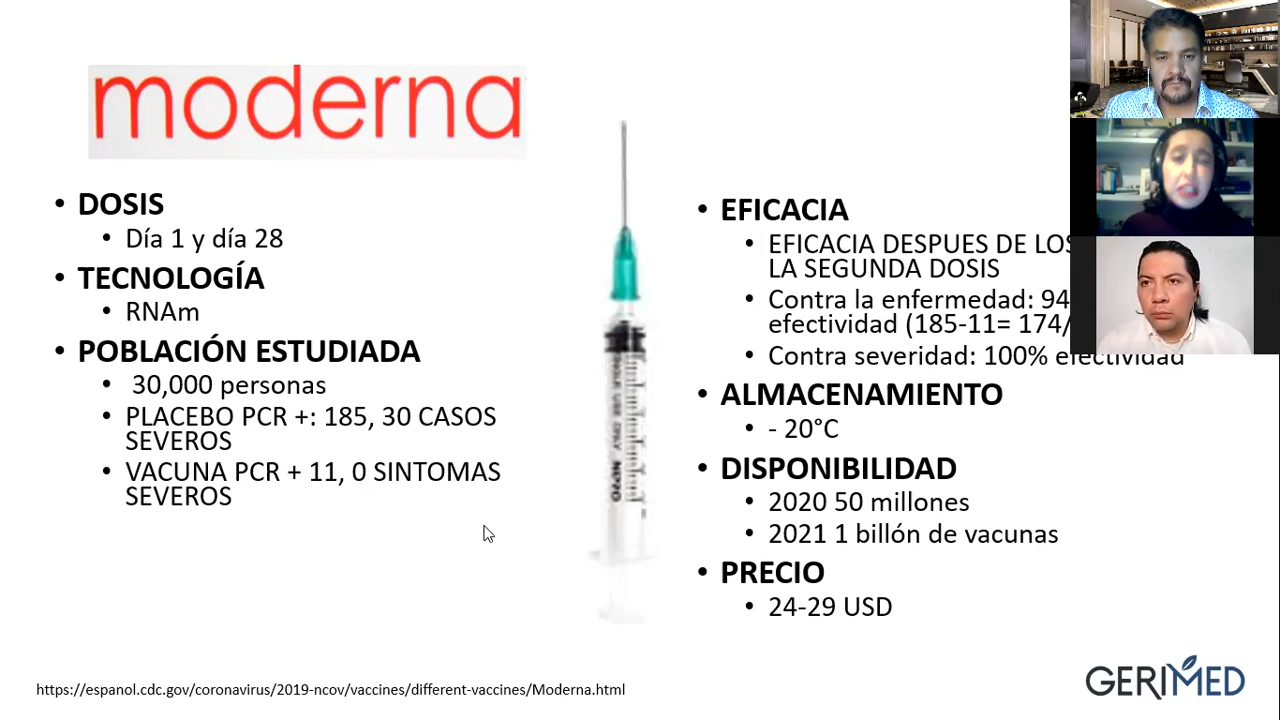 moderna
• DOSIS
• Día 1 y día 28
• TECNOLOGÍA
• RNAm
• POBLACIÓN ESTUDIADA
• 30,000 personas
• PLACEBO PCR +: 185, 30 CASOS
SEVEROS
• VACUNA PCR + 11, 0 SINTOMAS
SEVEROS
• EFICACIA
• EFICACIA DESPUES DE LOS
LA SEGUNDA DOSIS
• Contra la enfermedad: 94
efectividad (185-11= 174/
• Contra severidad: 100% efectividad
• ALMACENAMIENTO
• - 20°C
• DISPONIBILIDAD
• 2020 50 millones
• 2021 1 billón de vacunas
• PRECIO
• 24-29 USD
https://espanol.cdc.gov/coronavirus/2019-ncov/vaccines/different-vaccines/Moderna.html
GERIMED